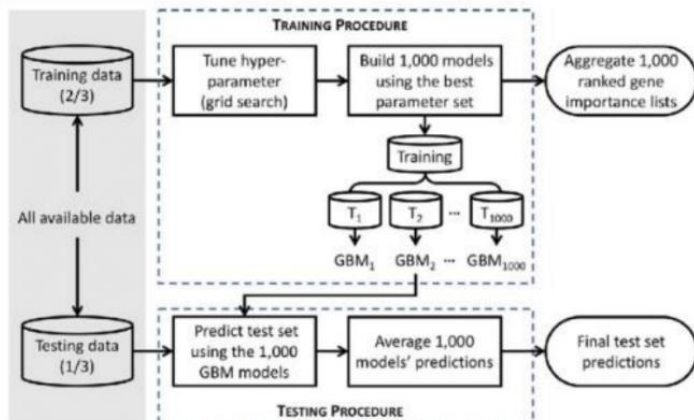 TRAINING PROCEDURE
Training data
(2/3)
Tune hyper-
parameter
(grid search)
Build 1,000 models
using the best
parameter set
Aggregate 1,000
ranked gene
importance lists
Training
All available data
T1 T2 ... T1000
GBM1 GBM2 ... GBM1000
Testing data
(1/3)
Predict test set
using the 1,000
GBM models
Average 1,000
models' predictions
Final test set
predictions
TESTING PROCEDURE